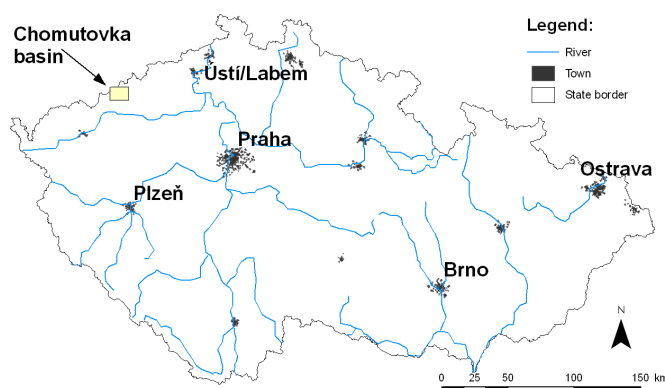 Chomutovka
basin
Ústí/Labem
Praha
Plzeň
Brno
Ostrava
Legend:
River
Town
State border
N
0 25 50 100 150 km